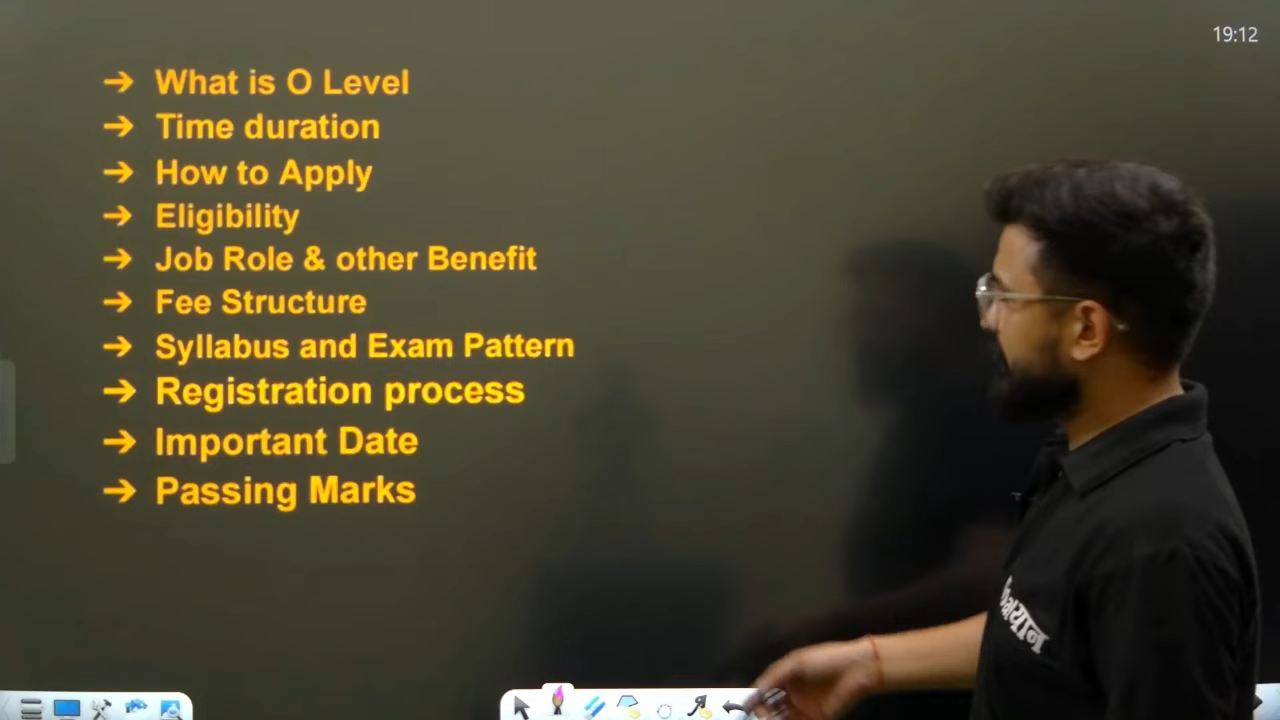 19:12
→ What is O Level
→ Time duration
→ How to Apply
→ Eligibility
→ Job Role & other Benefit
→ Fee Structure
→ Syllabus and Exam Pattern
→ Registration process
→ Important Date
→ Passing Marks